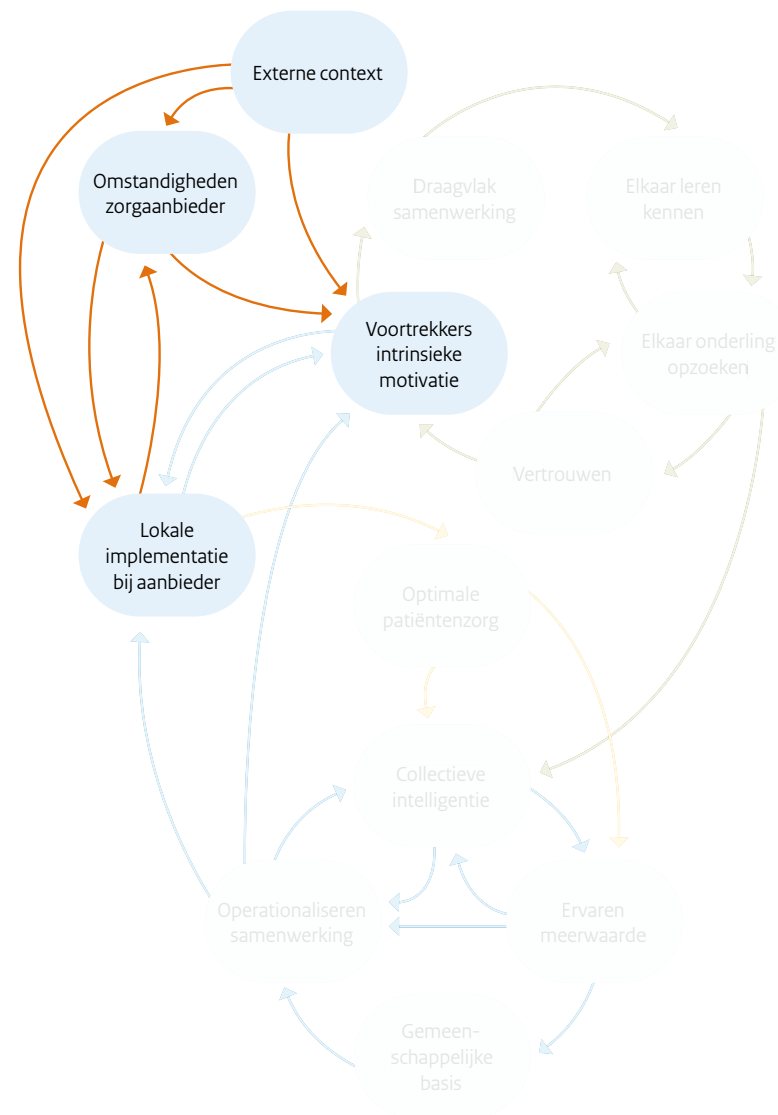 Externe context
Omstandigheden
zorgaanbieder
Draagvlak
samenwerking
Elkaar leren
kennen
Voortrekkers
intrinsieke
motivatie
Elkaar onderling
opzoeken
Vertrouwen
Lokale
implementatie
bij aanbieder
Optimale
patiëntenzorg
Collectieve
intelligentie
Operationaliseren
samenwerking
Ervaren
meerwaarde
Gemeen-
schappelijke
basis